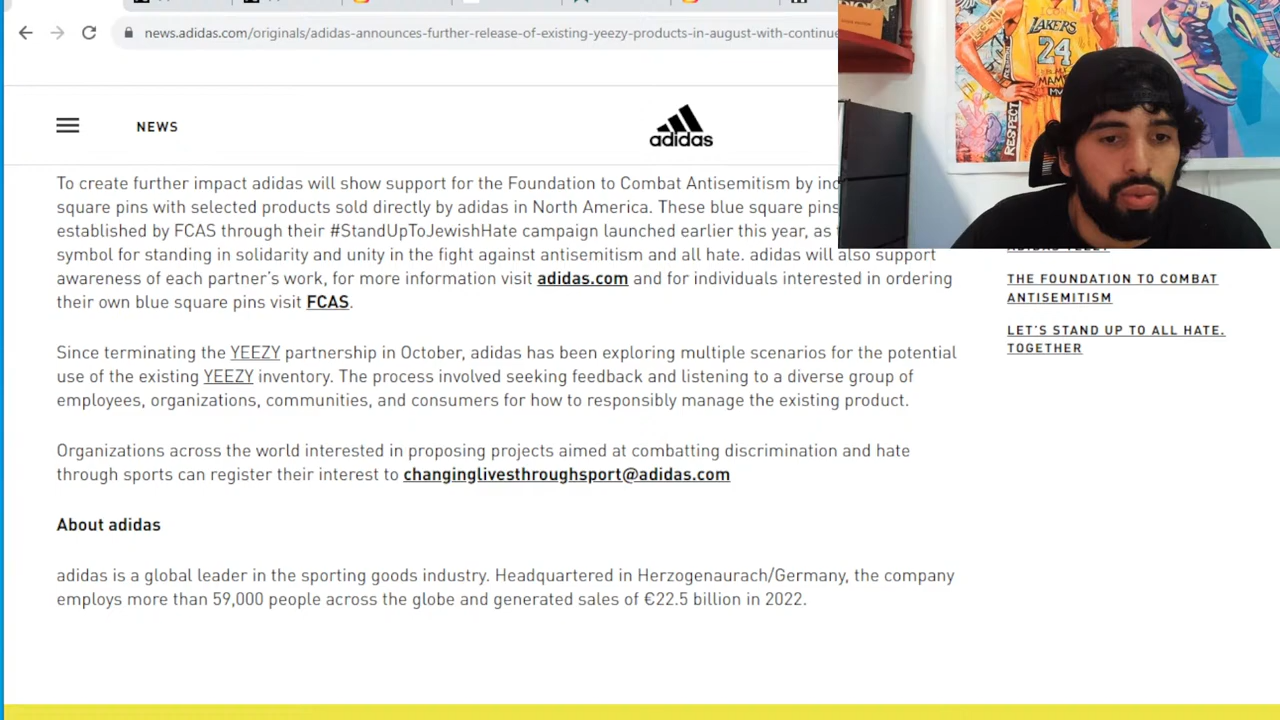 news.adidas.com/originals/adidas-announces-further-release-of-existing-yeezy-products-in-august-with-continue
NEWS
adidas
To create further impact adidas will show support for the Foundation to Combat Antisemitism by
square pins with selected products sold directly by adidas in North America. These blue square pins
established by FCAS through their #StandUpToJewishHate campaign launched earlier this year, as
symbol for standing in solidarity and unity in the fight against antisemitism and all hate. adidas will also support
awareness of each partner's work, for more information visit adidas.com and for individuals interested in ordering
their own blue square pins visit FCAS.
Since terminating the YEEZY partnership in October, adidas has been exploring multiple scenarios for the potential
use of the existing YEEZY inventory. The process involved seeking feedback and listening to a diverse group of
employees, organizations, communities, and consumers for how to responsibly manage the existing product.
Organizations across the world interested in proposing projects aimed at combatting discrimination and hate
through sports can register their interest to changinglivesthroughsport@adidas.com
About adidas
adidas is a global leader in the sporting goods industry. Headquartered in Herzogenaurach/Germany, the company
employs more than 59,000 people across the globe and generated sales of €22.5 billion in 2022.
THE FOUNDATION TO COMBAT
ANTISEMITISM
LET'S STAND UP TO ALL HATE.
TOGETHER
LAKERS
24
RESPECT